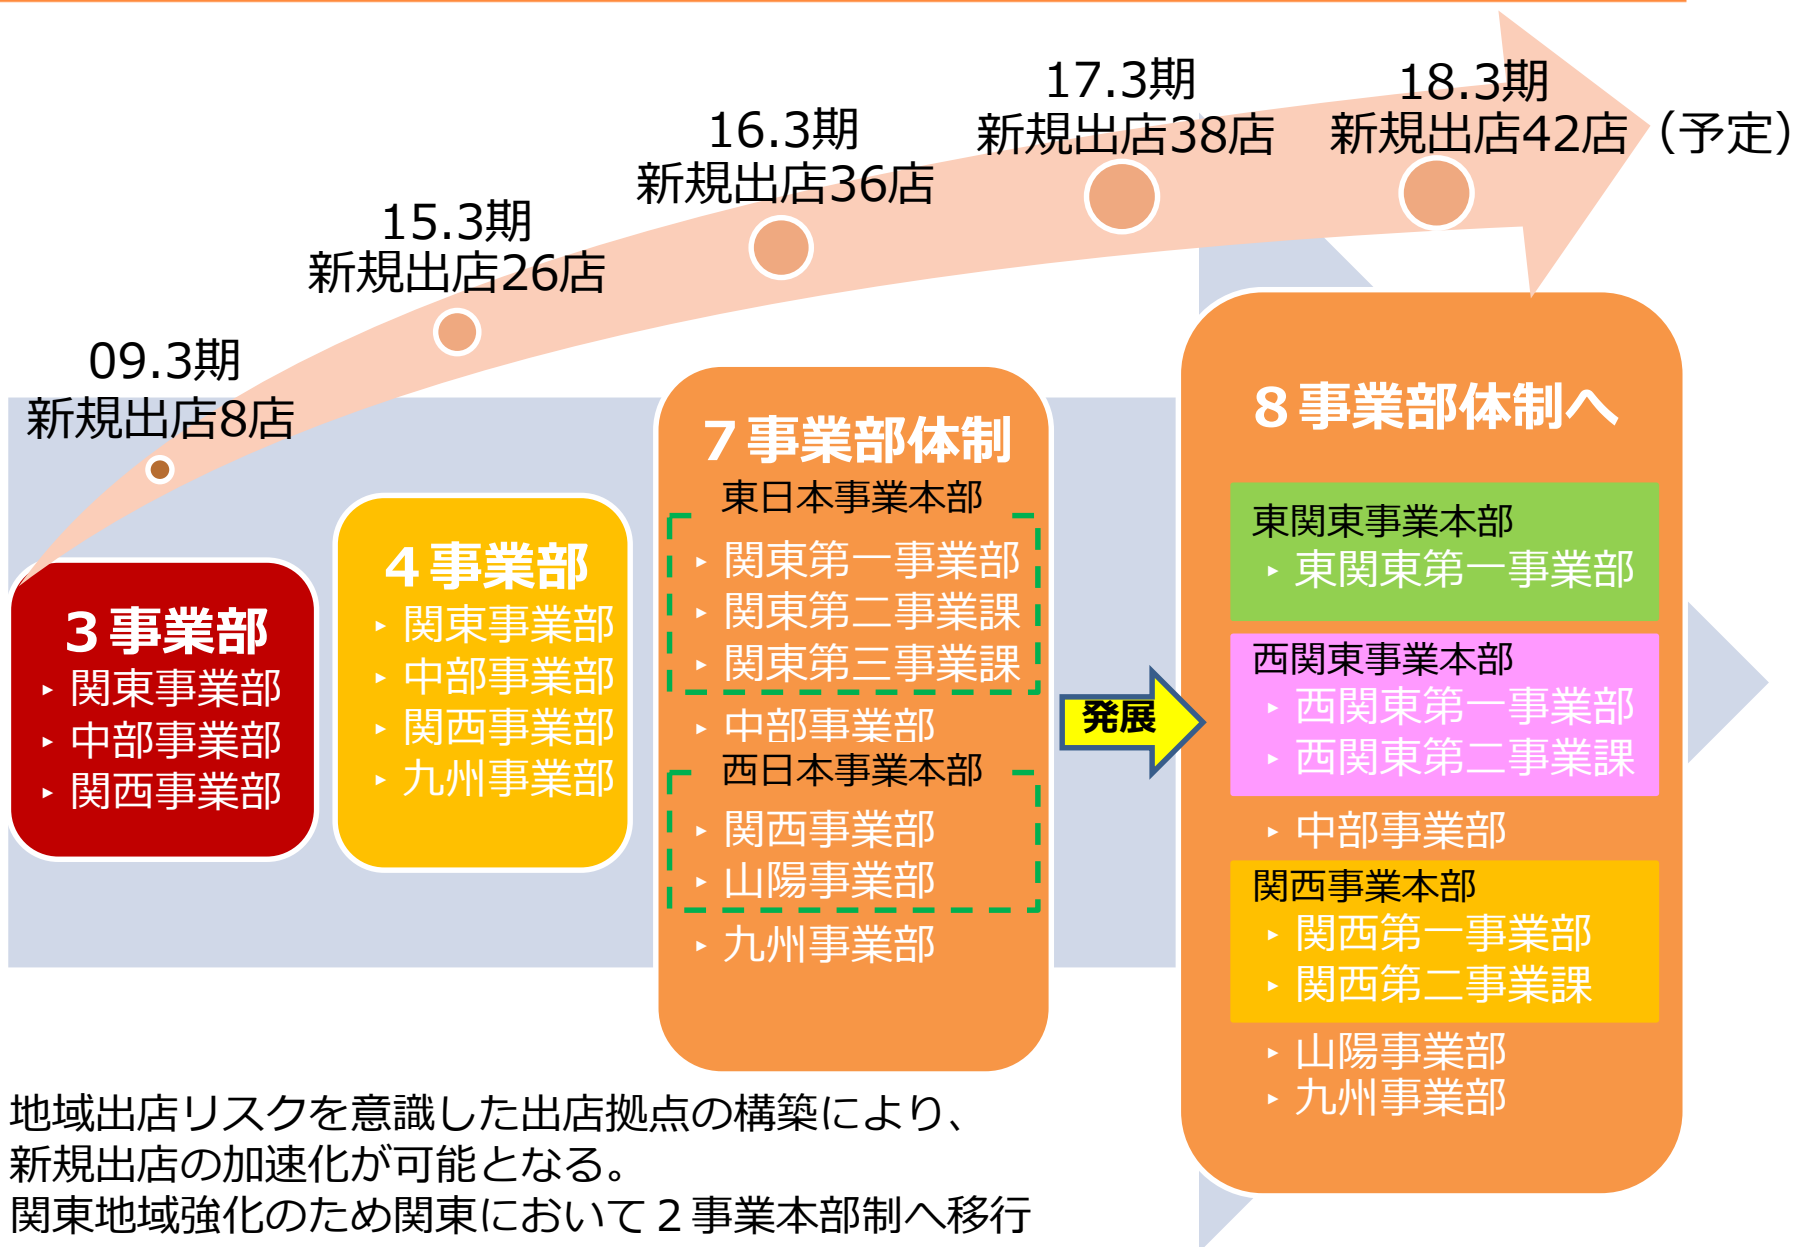 09.3期
新規出店8店
15.3期
新規出店26店
16.3期
新規出店36店
17.3期
新規出店38店
18.3期
新規出店42店（予定）
３事業部
▸ 関東事業部
▸ 中部事業部
▸ 関西事業部
４事業部
▸ 関東事業部
▸ 中部事業部
▸ 関西事業部
▸ 九州事業部
７事業部体制
東日本事業本部
▸ 関東第一事業部
▸ 関東第二事業課
▸ 関東第三事業課
▸ 中部事業部
西日本事業本部
▸ 関西事業部
▸ 山陽事業部
▸ 九州事業部
発展
８事業部体制へ
東関東事業本部
▸ 東関東第一事業部
西関東事業本部
▸ 西関東第一事業部
▸ 西関東第二事業課
▸ 中部事業部
関西事業本部
▸ 関西第一事業部
▸ 関西第二事業課
▸ 山陽事業部
▸ 九州事業部
地域出店リスクを意識した出店拠点の構築により、
新規出店の加速化が可能となる。
関東地域強化のため関東において２事業本部制へ移行